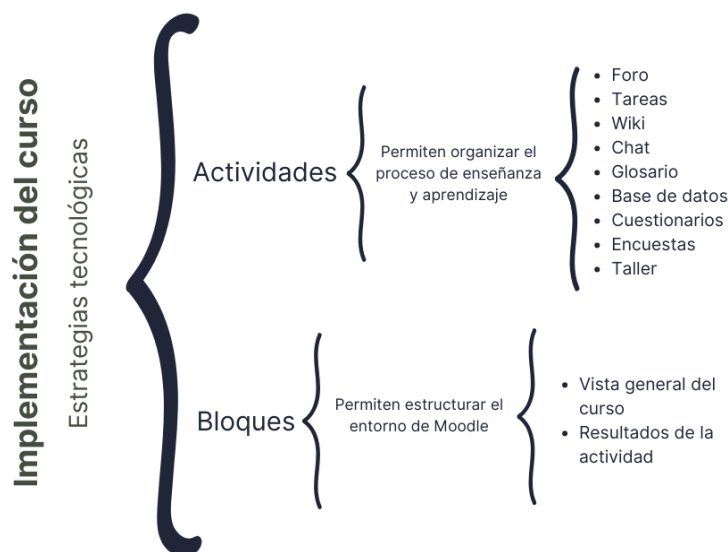 Implementación del curso
Estrategias tecnológicas
Actividades
Permiten organizar el
proceso de enseñanza
y aprendizaje
• Foro
• Tareas
• Wiki
• Chat
• Glosario
• Base de datos
• Cuestionarios
• Encuestas
• Taller
Bloques
Permiten estructurar el
entorno de Moodle
• Vista general del
curso
• Resultados de la
actividad